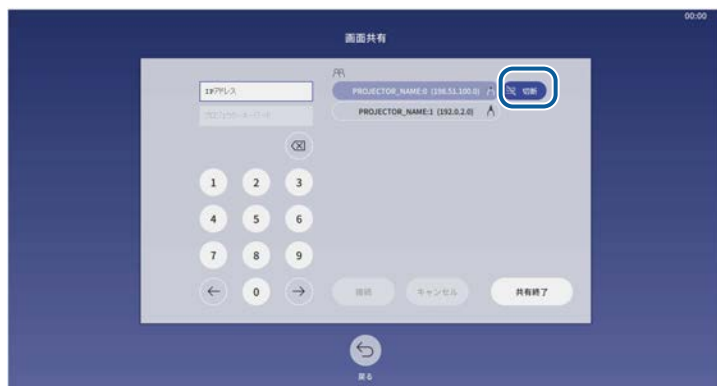 00:00
画面共有
IPアドレス
プロジェクターキーワード
PROJECTOR_NAME:0 (198.51.100.0)
切断
PROJECTOR_NAME:1 (192.0.2.0)
1 2 3
4 5 6
7 8 9
← 0 →
接続
キャンセル
共有終了
戻る